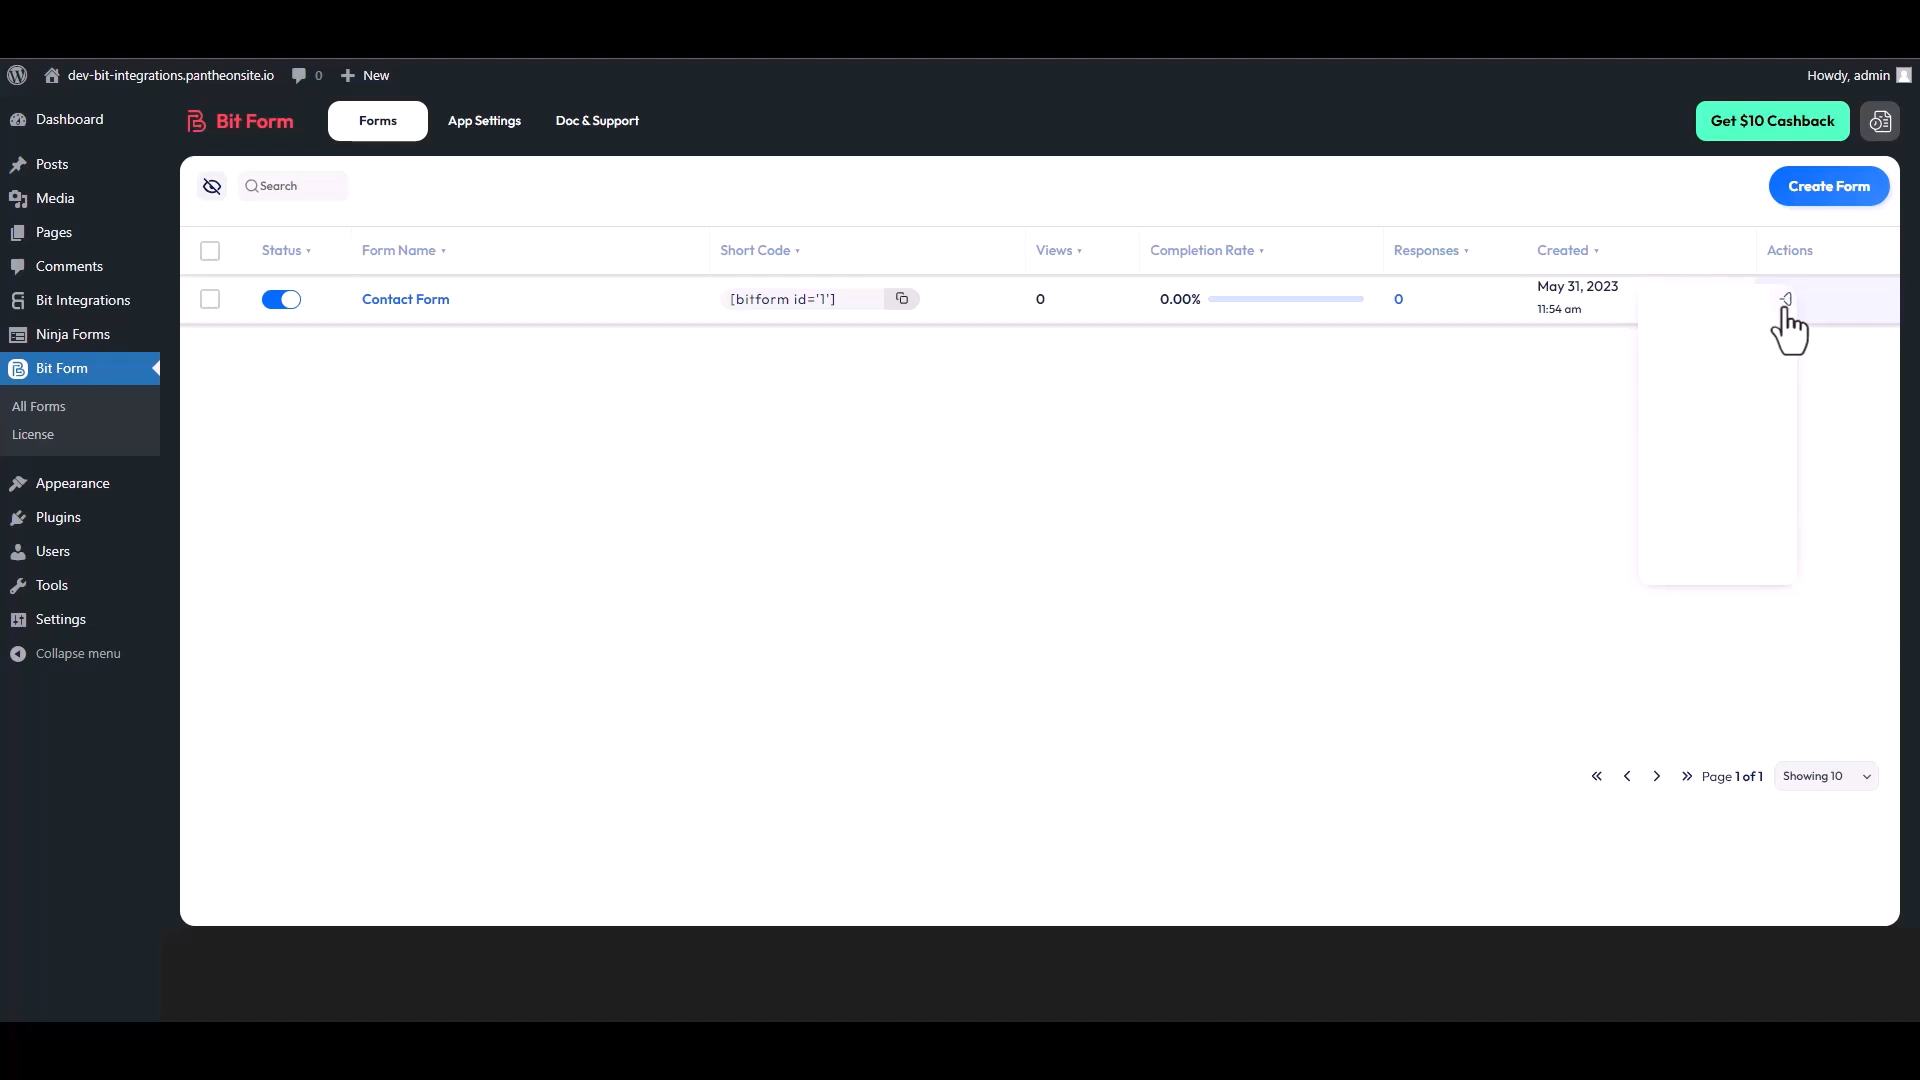 dev-bit-integrations.pantheonsite.io 0 New Howdy, admin
Dashboard
Posts
Media
Pages
Comments
Bit Integrations
Ninja Forms
Bit Form
All Forms
License
Appearance
Plugins
Users
Tools
Settings
Collapse menu
Bit Form Forms App Settings Doc & Support Get $10 Cashback
Search Create Form
Status Form Name Short Code Views Completion Rate Responses Created Actions
Contact Form [bitform id='1'] 0 0.00% 0 May 31, 2023
11:54 am
Page 1 of 1 Showing 10